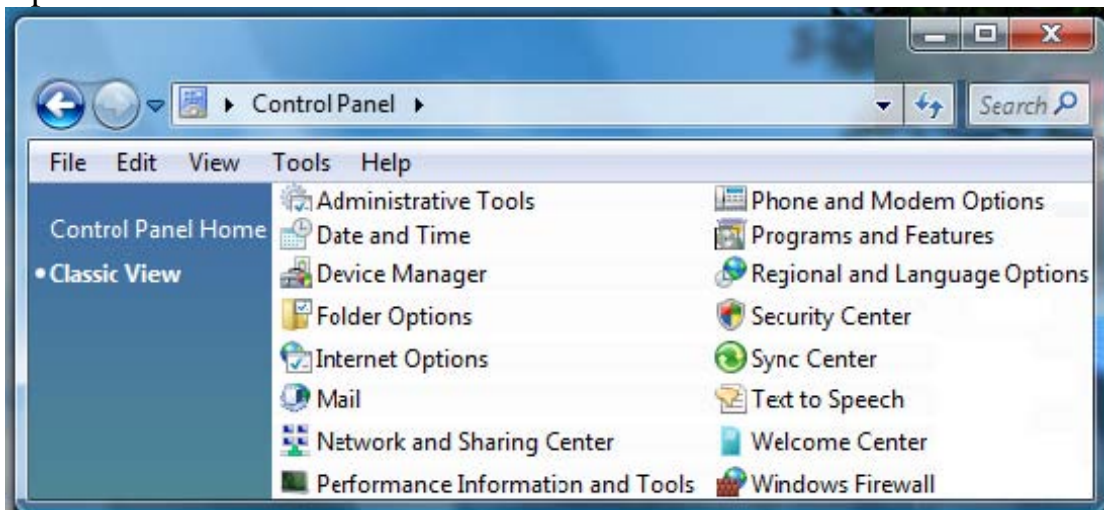 Control Panel
Search
File Edit View Tools Help
Control Panel Home
Classic View
Administrative Tools
Date and Time
Device Manager
Folder Options
Internet Options
Mail
Network and Sharing Center
Performance Information and Tools
Phone and Modem Options
Programs and Features
Regional and Language Options
Security Center
Sync Center
Text to Speech
Welcome Center
Windows Firewall